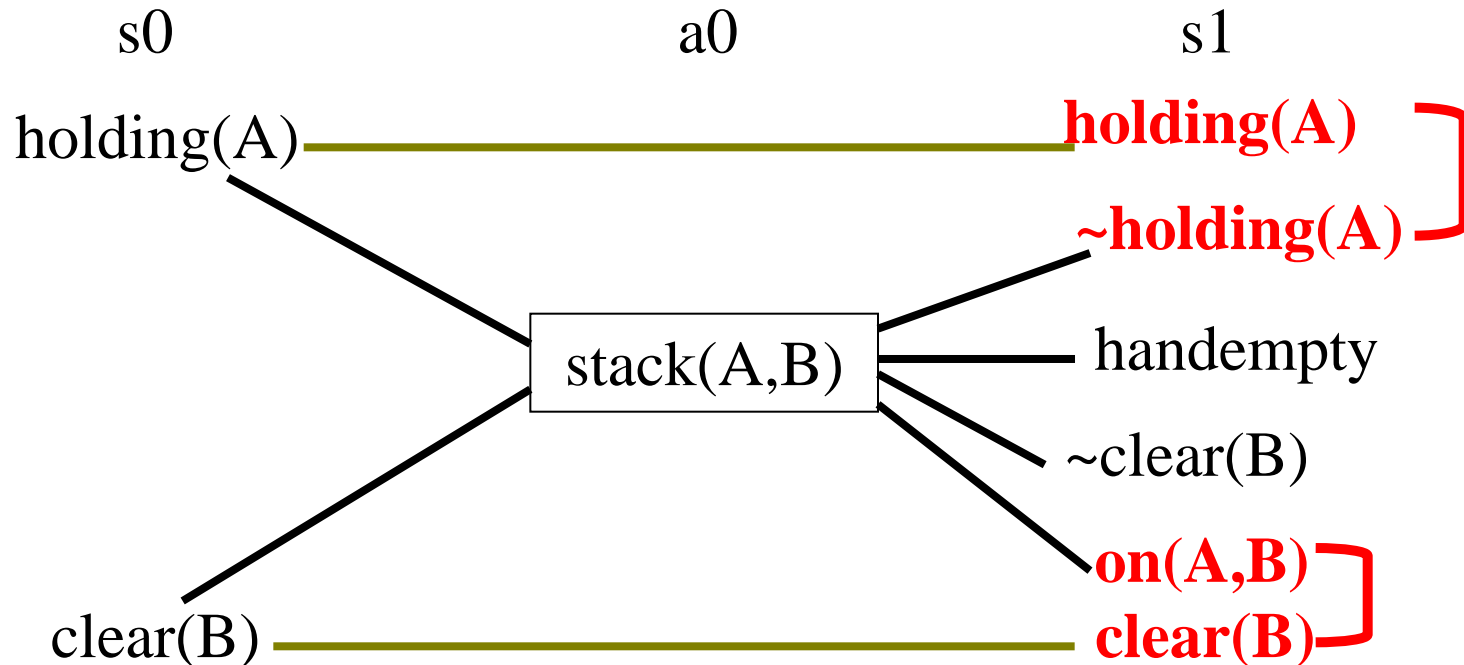 s0 a0 s1
holding(A) holding(A)
~holding(A)
handempty
stack(A,B)
~clear(B)
on(A,B)
clear(B) clear(B)